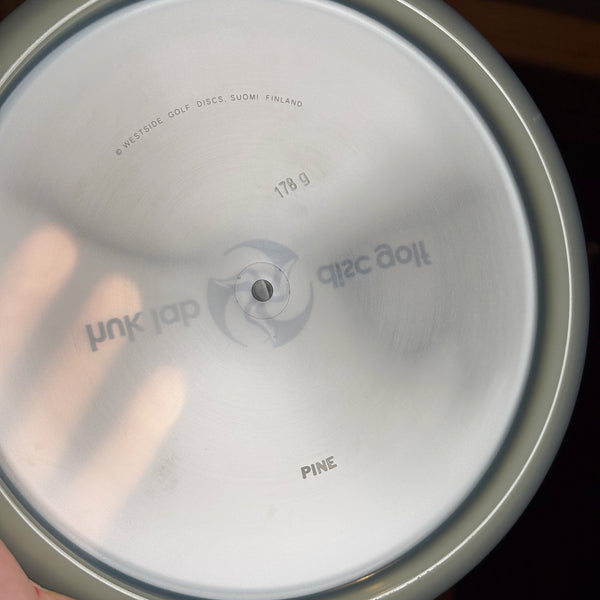 © WESTSIDE GOLF DISCS, SUOMI FINLAND
178 g
huk lab disc golf
PINE